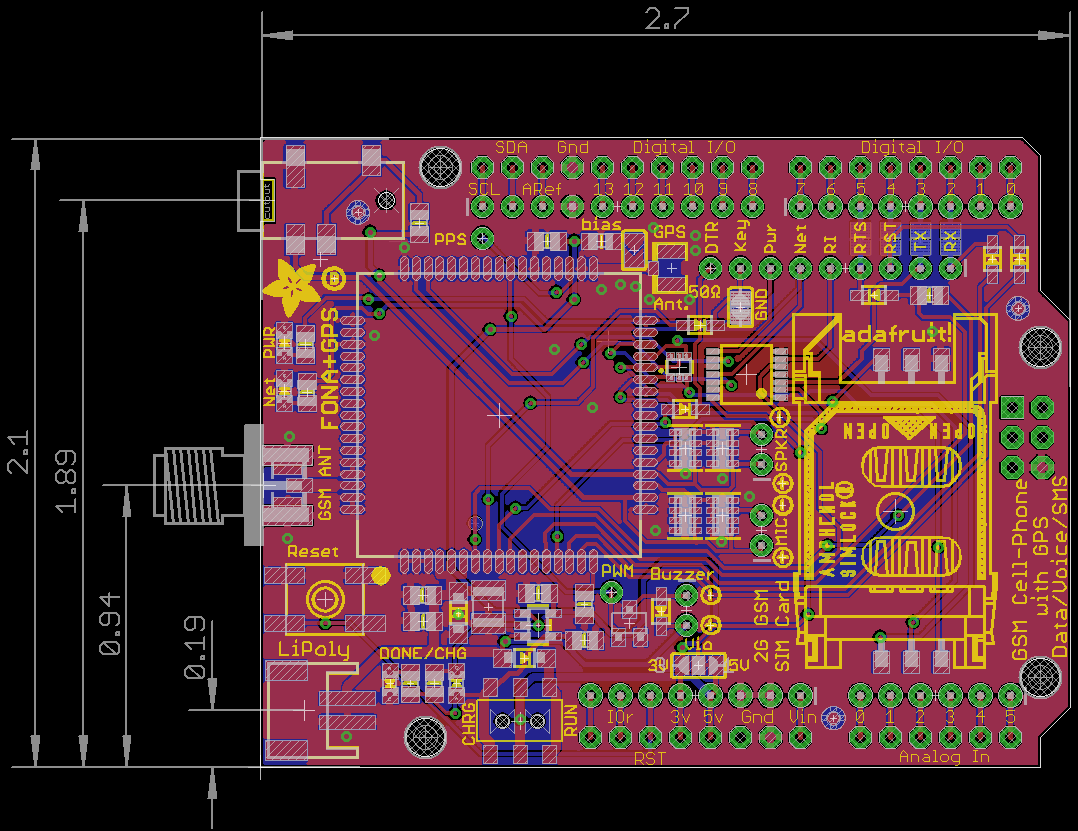 2.7
SDA Gnd Digital I/O Digital I/O
SCL ARef 13 12 11 10 9 8 7 6 5 4 3 2 1 0
output
PPS
bias
GPS
DTR
Key
Pwr
Net
RI
RTS
RST
TX
RX
50Ω
Ant.
GND
PWR
Net
FONA+GPS
adafruit!
OPEN OPEN
2.1
1.89
GSM ANT
SPKR
MIC
AMPHENOL
SIMLOCK®
0.94
0.19
Reset
PWM
Buzzer
LiPoly
DONE/CHG
Vio
3V 5V
2G GSM
SIM Card
GSM Cell-Phone
with GPS
Data/Voice/SMS
CHRG
RUN
IOr 3v 5v Gnd Vin 0 1 2 3 4 5
RST
Analog In